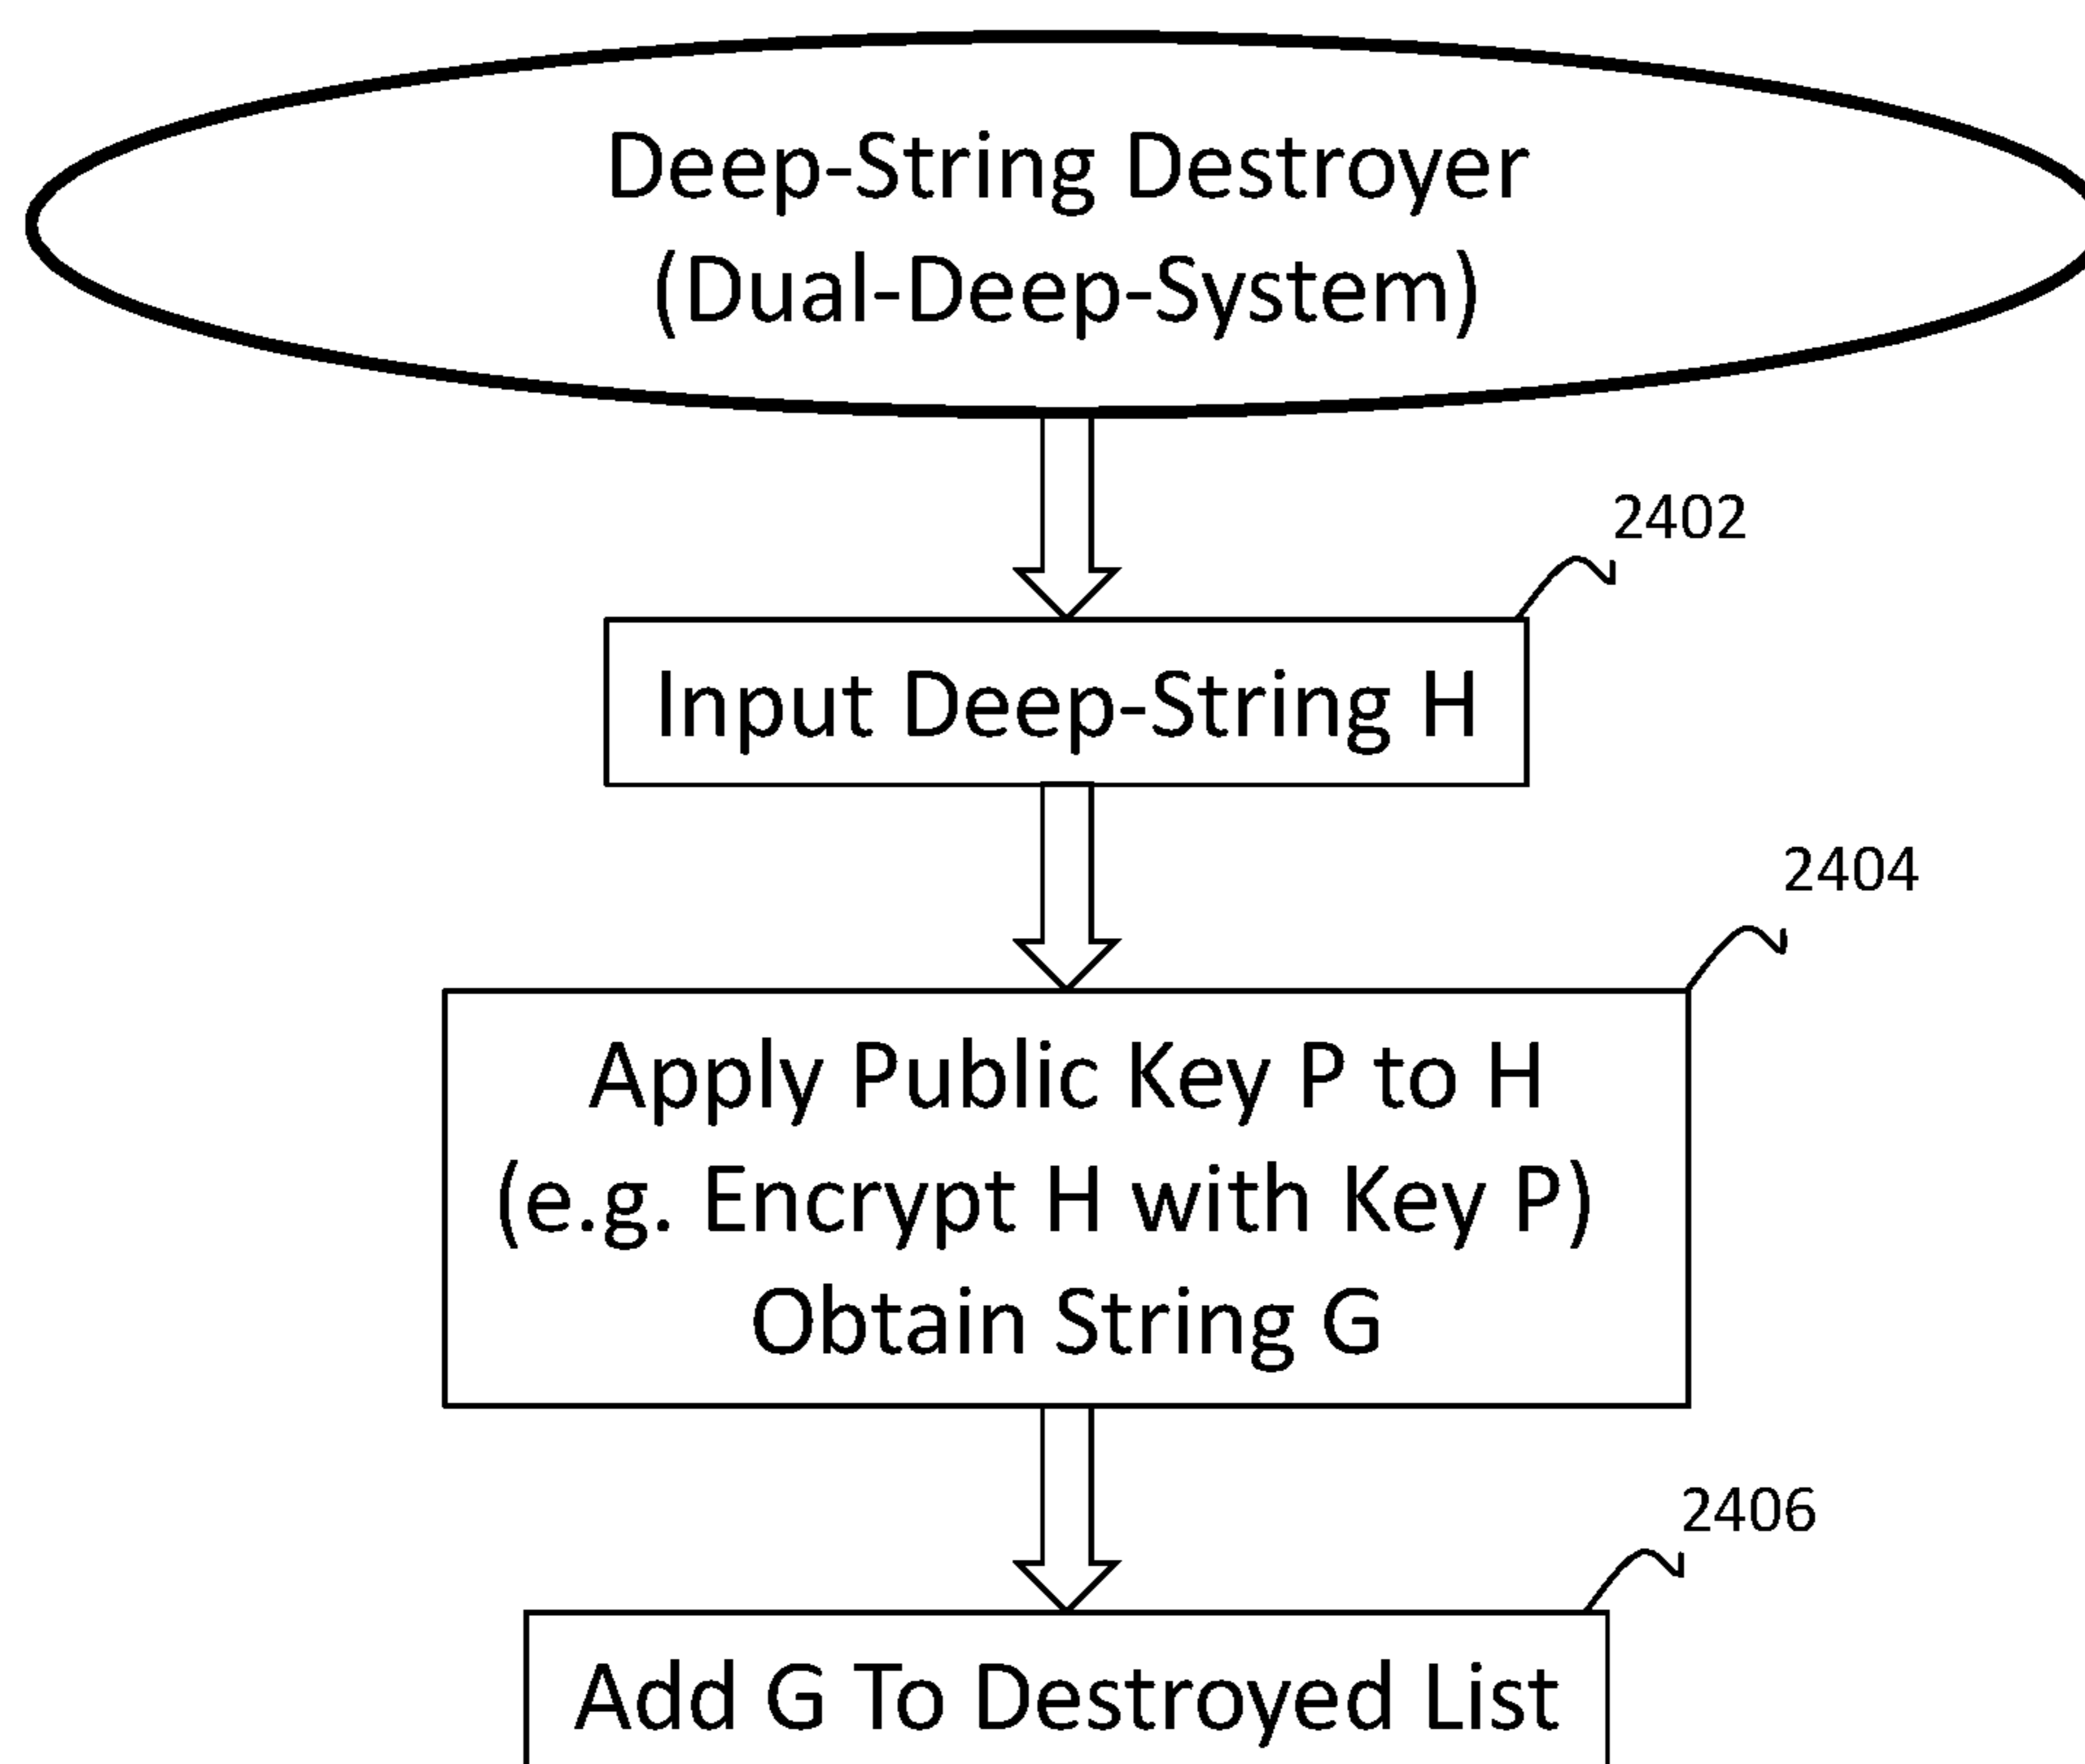 Deep-String Destroyer
(Dual-Deep-System)
2402
Input Deep-String H
2404
Apply Public Key P to H
(e.g. Encrypt H with Key P)
Obtain String G
2406
Add G To Destroyed List